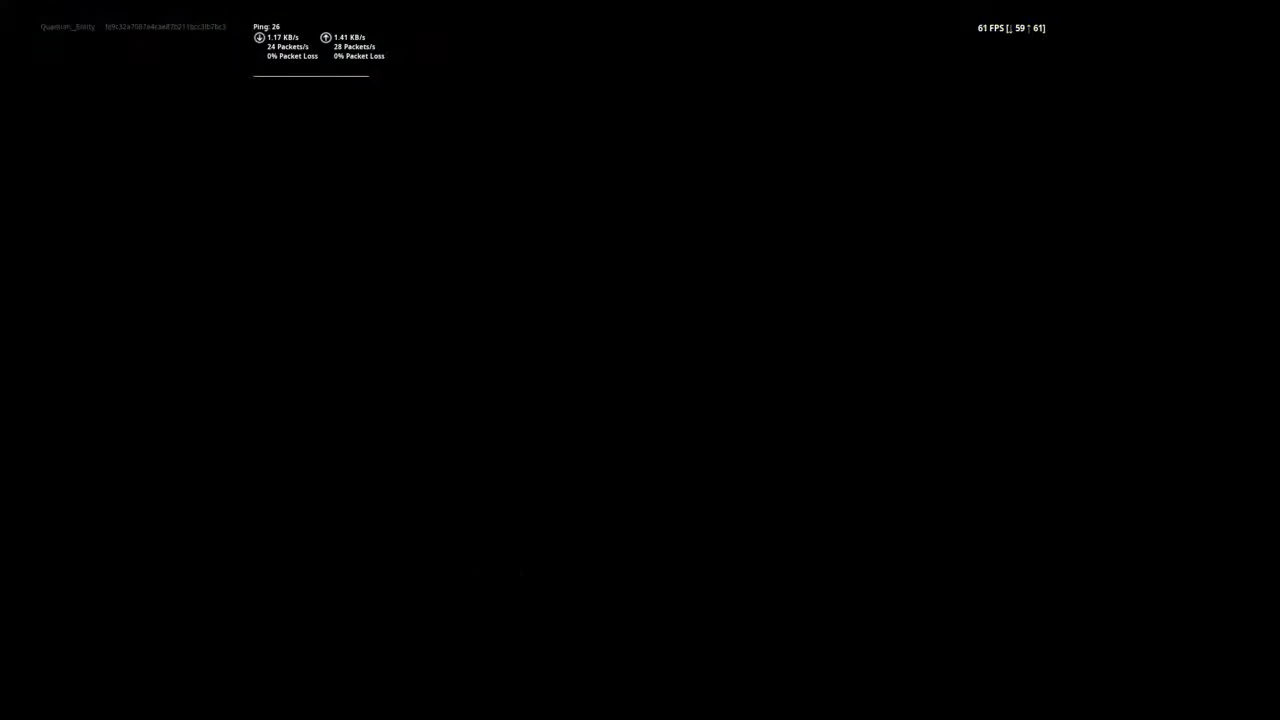 Quantum_Entity
Ping: 26
1.17 KB/s 1.41 KB/s
24 Packets/s 28 Packets/s
0% Packet Loss 0% Packet Loss
61 FPS [↓ 59 ↑ 61]